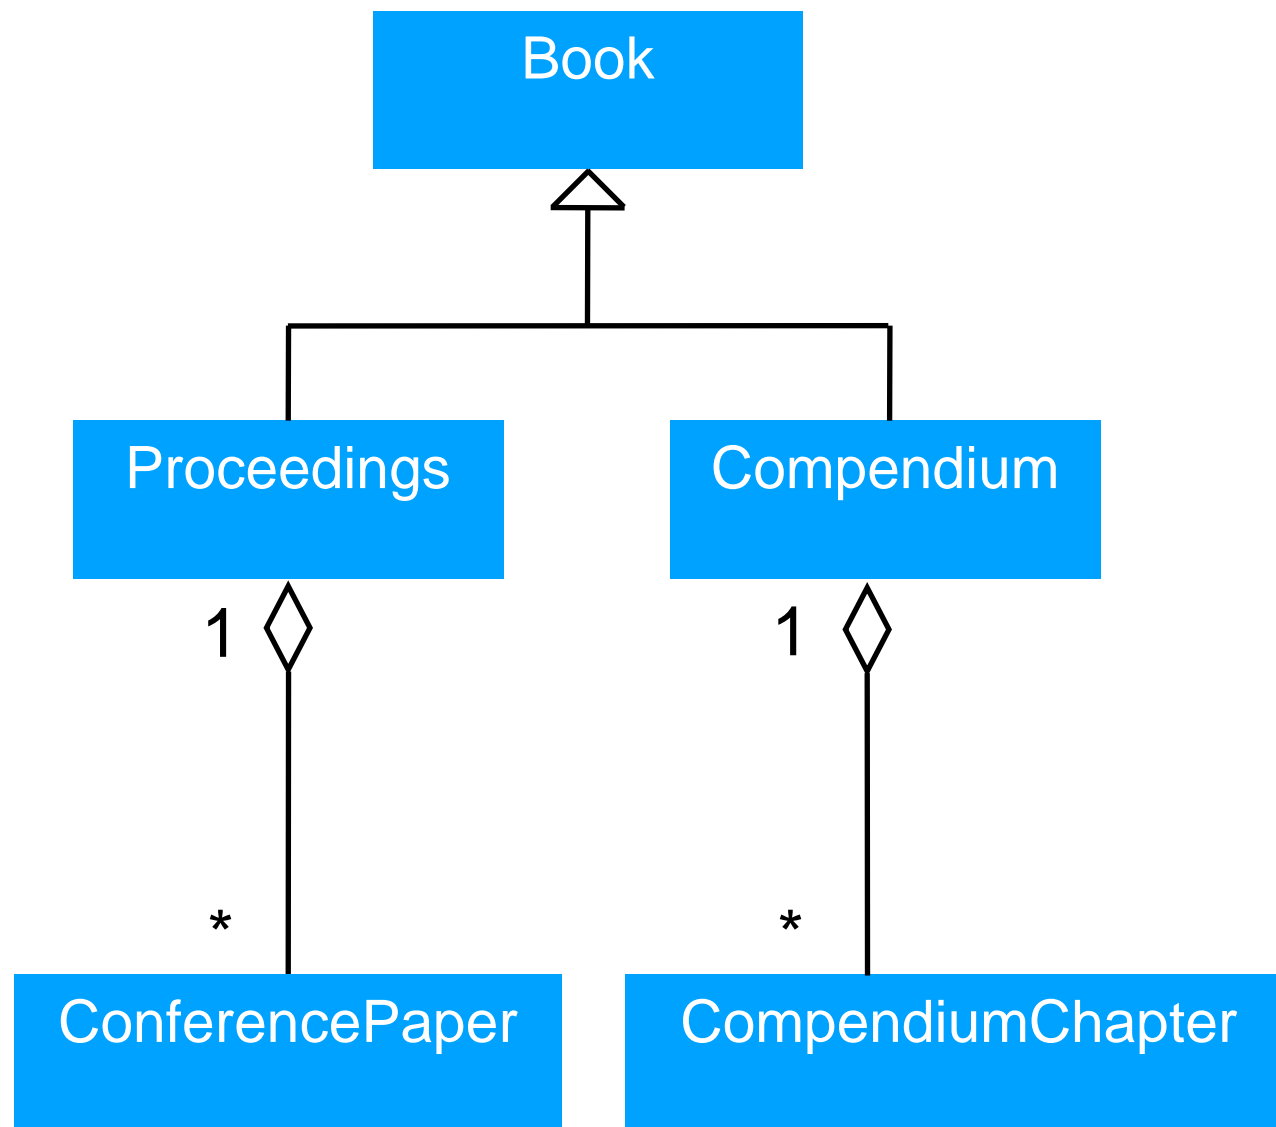 Book
Proceedings
Compendium
1
1
*
*
ConferencePaper
CompendiumChapter